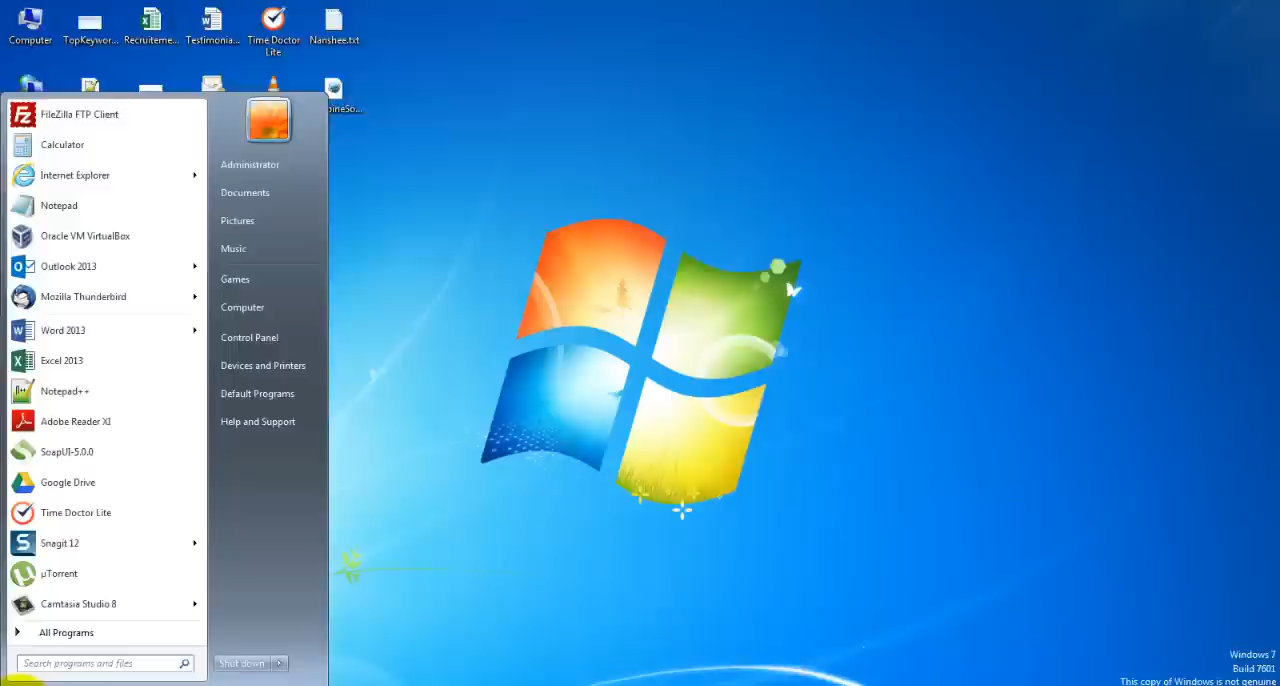 Computer
TopKeywor...
Recruiteme...
Testimonia...
Time Doctor
Lite
Nanshee.txt
pineSo...
FileZilla FTP Client
Calculator
Internet Explorer
Notepad
Oracle VM VirtualBox
Outlook 2013
Mozilla Thunderbird
Word 2013
Excel 2013
Notepad++
Adobe Reader XI
SoapUI-5.0.0
Google Drive
Time Doctor Lite
Snagit 12
µTorrent
Camtasia Studio 8
All Programs
Search programs and files
Administrator
Documents
Pictures
Music
Games
Computer
Control Panel
Devices and Printers
Default Programs
Help and Support
Shut down
Windows 7
Build 7601
This copy of Windows is not genuine